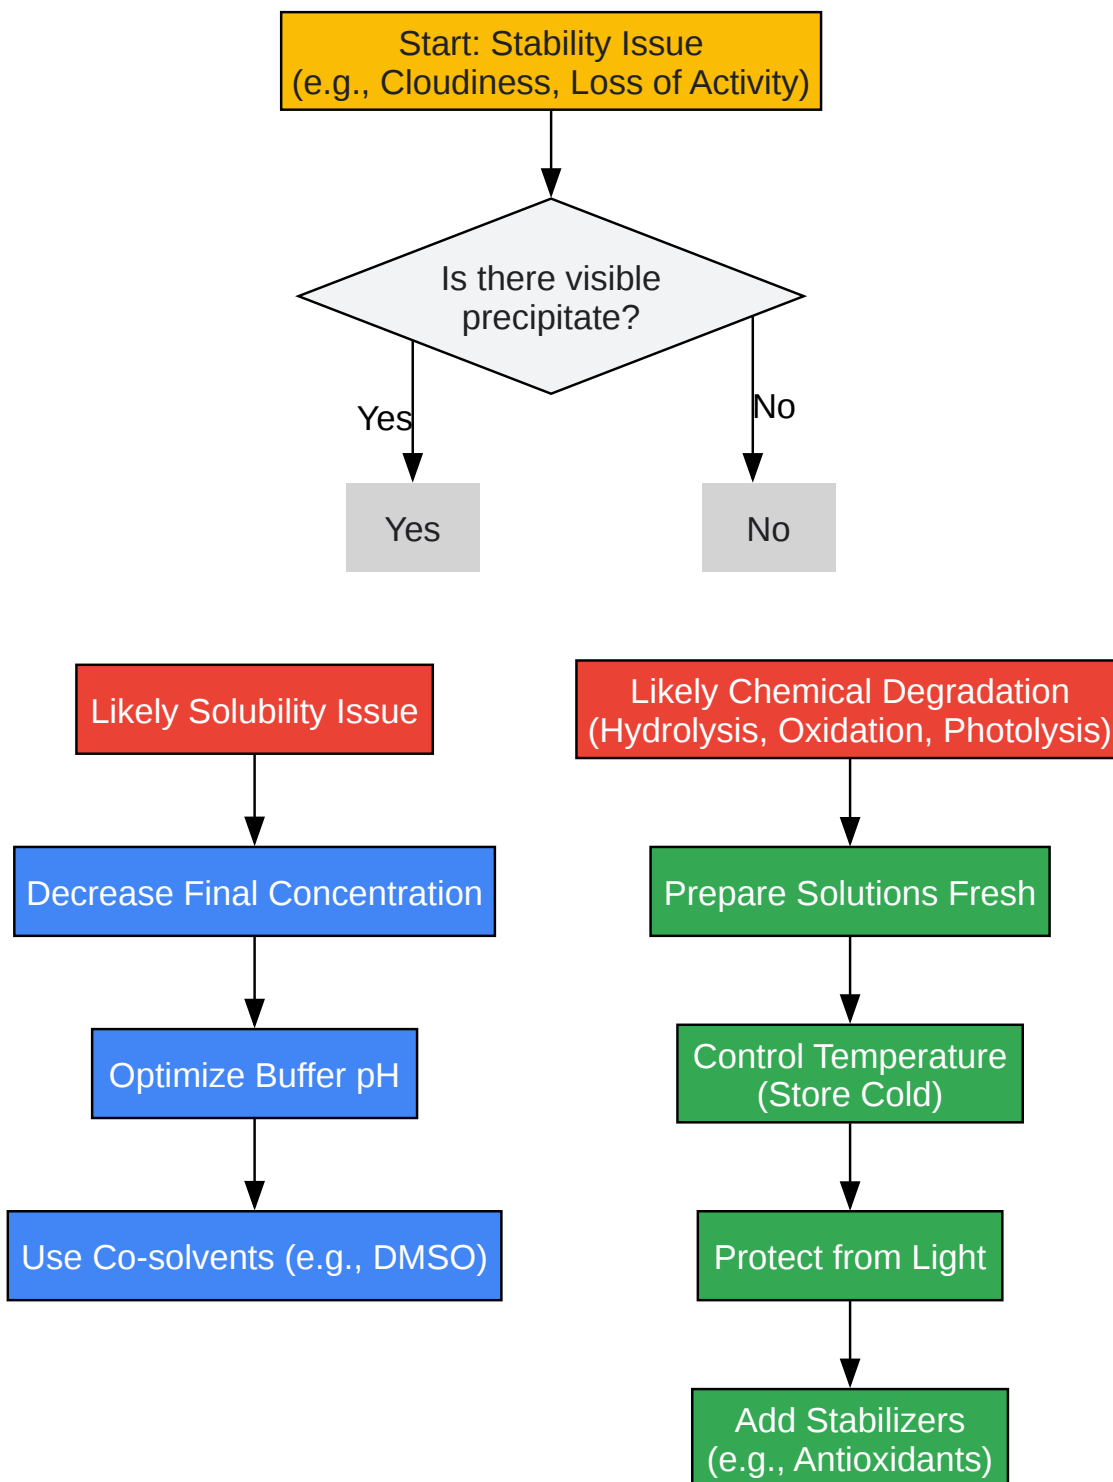 Start: Stability Issue
(e.g., Cloudiness, Loss of Activity)
Is there visible
precipitate?
Yes
No
Yes
No
Likely Solubility Issue
Decrease Final Concentration
Optimize Buffer pH
Use Co-solvents (e.g., DMSO)
Likely Chemical Degradation
(Hydrolysis, Oxidation, Photolysis)
Prepare Solutions Fresh
Control Temperature
(Store Cold)
Protect from Light
Add Stabilizers
(e.g., Antioxidants)